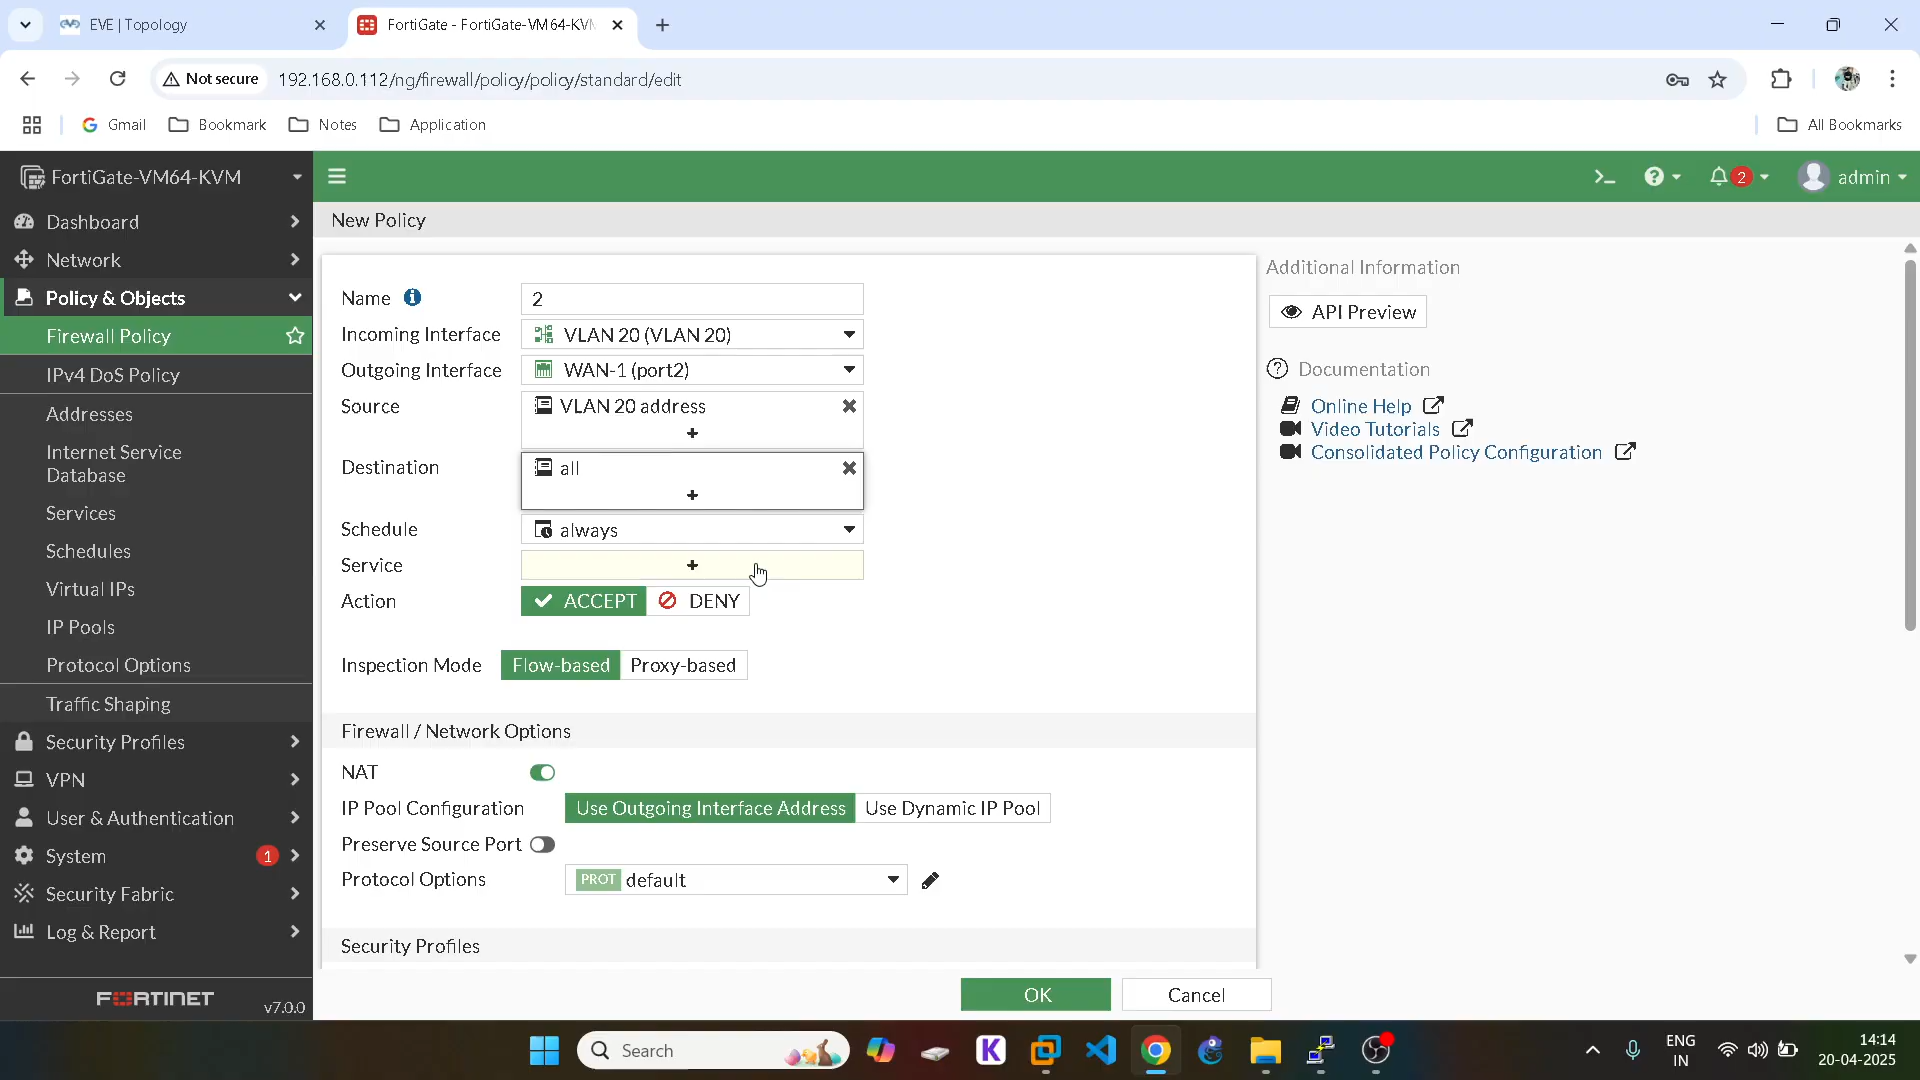 EVE | Topology
FortiGate - FortiGate-VM64-KVM
Not secure
192.168.0.112/ng/firewall/policy/policy/standard/edit
Gmail
Bookmark
Notes
Application
All Bookmarks
FortiGate-VM64-KVM
2
admin
Dashboard
Network
Policy & Objects
Firewall Policy
IPv4 DoS Policy
Addresses
Internet Service
Database
Services
Schedules
Virtual IPs
IP Pools
Protocol Options
Traffic Shaping
Security Profiles
VPN
User & Authentication
System 1
Security Fabric
Log & Report
FORTINET v7.0.0
New Policy
Name 2
Incoming Interface VLAN 20 (VLAN 20)
Outgoing Interface WAN-1 (port2)
Source VLAN 20 address
+
Destination all
+
Schedule always
Service +
Action ACCEPT DENY
Inspection Mode Flow-based Proxy-based
Firewall / Network Options
NAT
IP Pool Configuration Use Outgoing Interface Address Use Dynamic IP Pool
Preserve Source Port
Protocol Options PROT default
Security Profiles
OK Cancel
Additional Information
API Preview
Documentation
Online Help
Video Tutorials
Consolidated Policy Configuration
Search
K
ENG
IN
14:14
20-04-2025